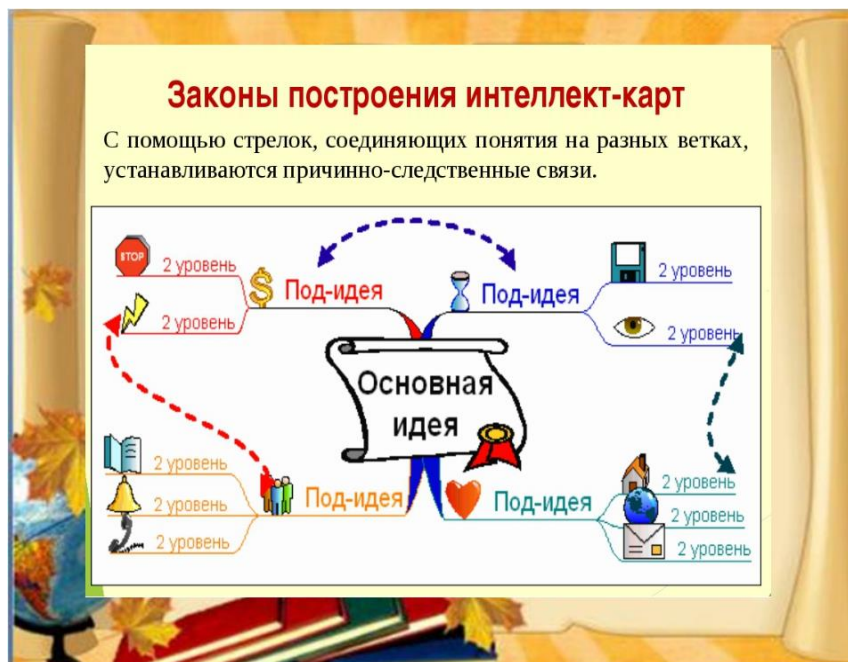 Законы построения интеллект-карт
С помощью стрелок, соединяющих понятия на разных ветках,
устанавливаются причинно-следственные связи.
STOP
2 уровень
2 уровень
Под-идея
Под-идея
2 уровень
2 уровень
Основная
идея
2 уровень
2 уровень
2 уровень
Под-идея
Под-идея
2 уровень
2 уровень
2 уровень